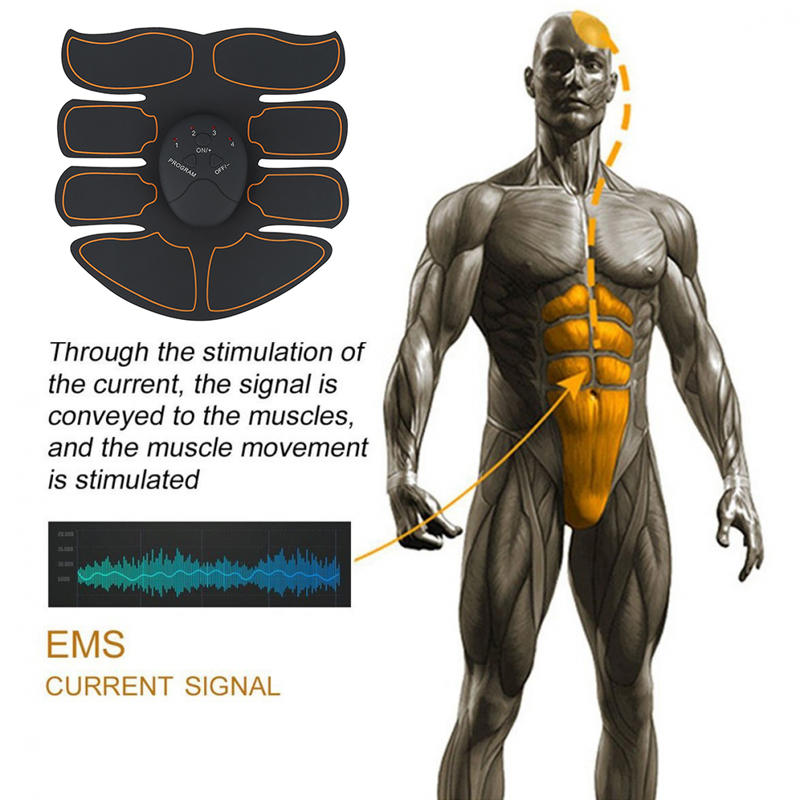 1 2 3 4
ON/+
PROGRAM OFF/-
Through the stimulation of
the current, the signal is
conveyed to the muscles,
and the muscle movement
is stimulated
EMS
CURRENT SIGNAL